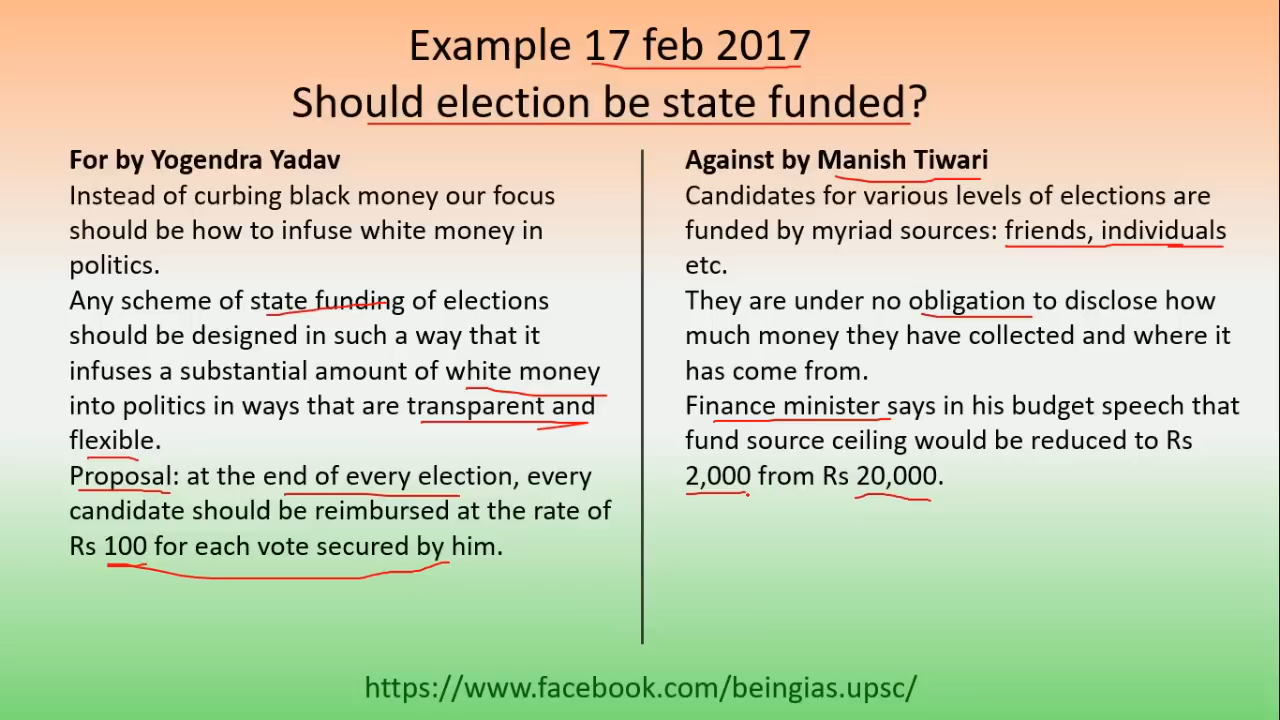 Example 17 feb 2017
Should election be state funded?
For by Yogendra Yadav
Instead of curbing black money our focus
should be how to infuse white money in
politics.
Any scheme of state funding of elections
should be designed in such a way that it
infuses a substantial amount of white money
into politics in ways that are transparent and
flexible.
Proposal: at the end of every election, every
candidate should be reimbursed at the rate of
Rs 100 for each vote secured by him.
Against by Manish Tiwari
Candidates for various levels of elections are
funded by myriad sources: friends, individuals
etc.
They are under no obligation to disclose how
much money they have collected and where it
has come from.
Finance minister says in his budget speech that
fund source ceiling would be reduced to Rs
2,000 from Rs 20,000.
https://www.facebook.com/beingias.upsc/